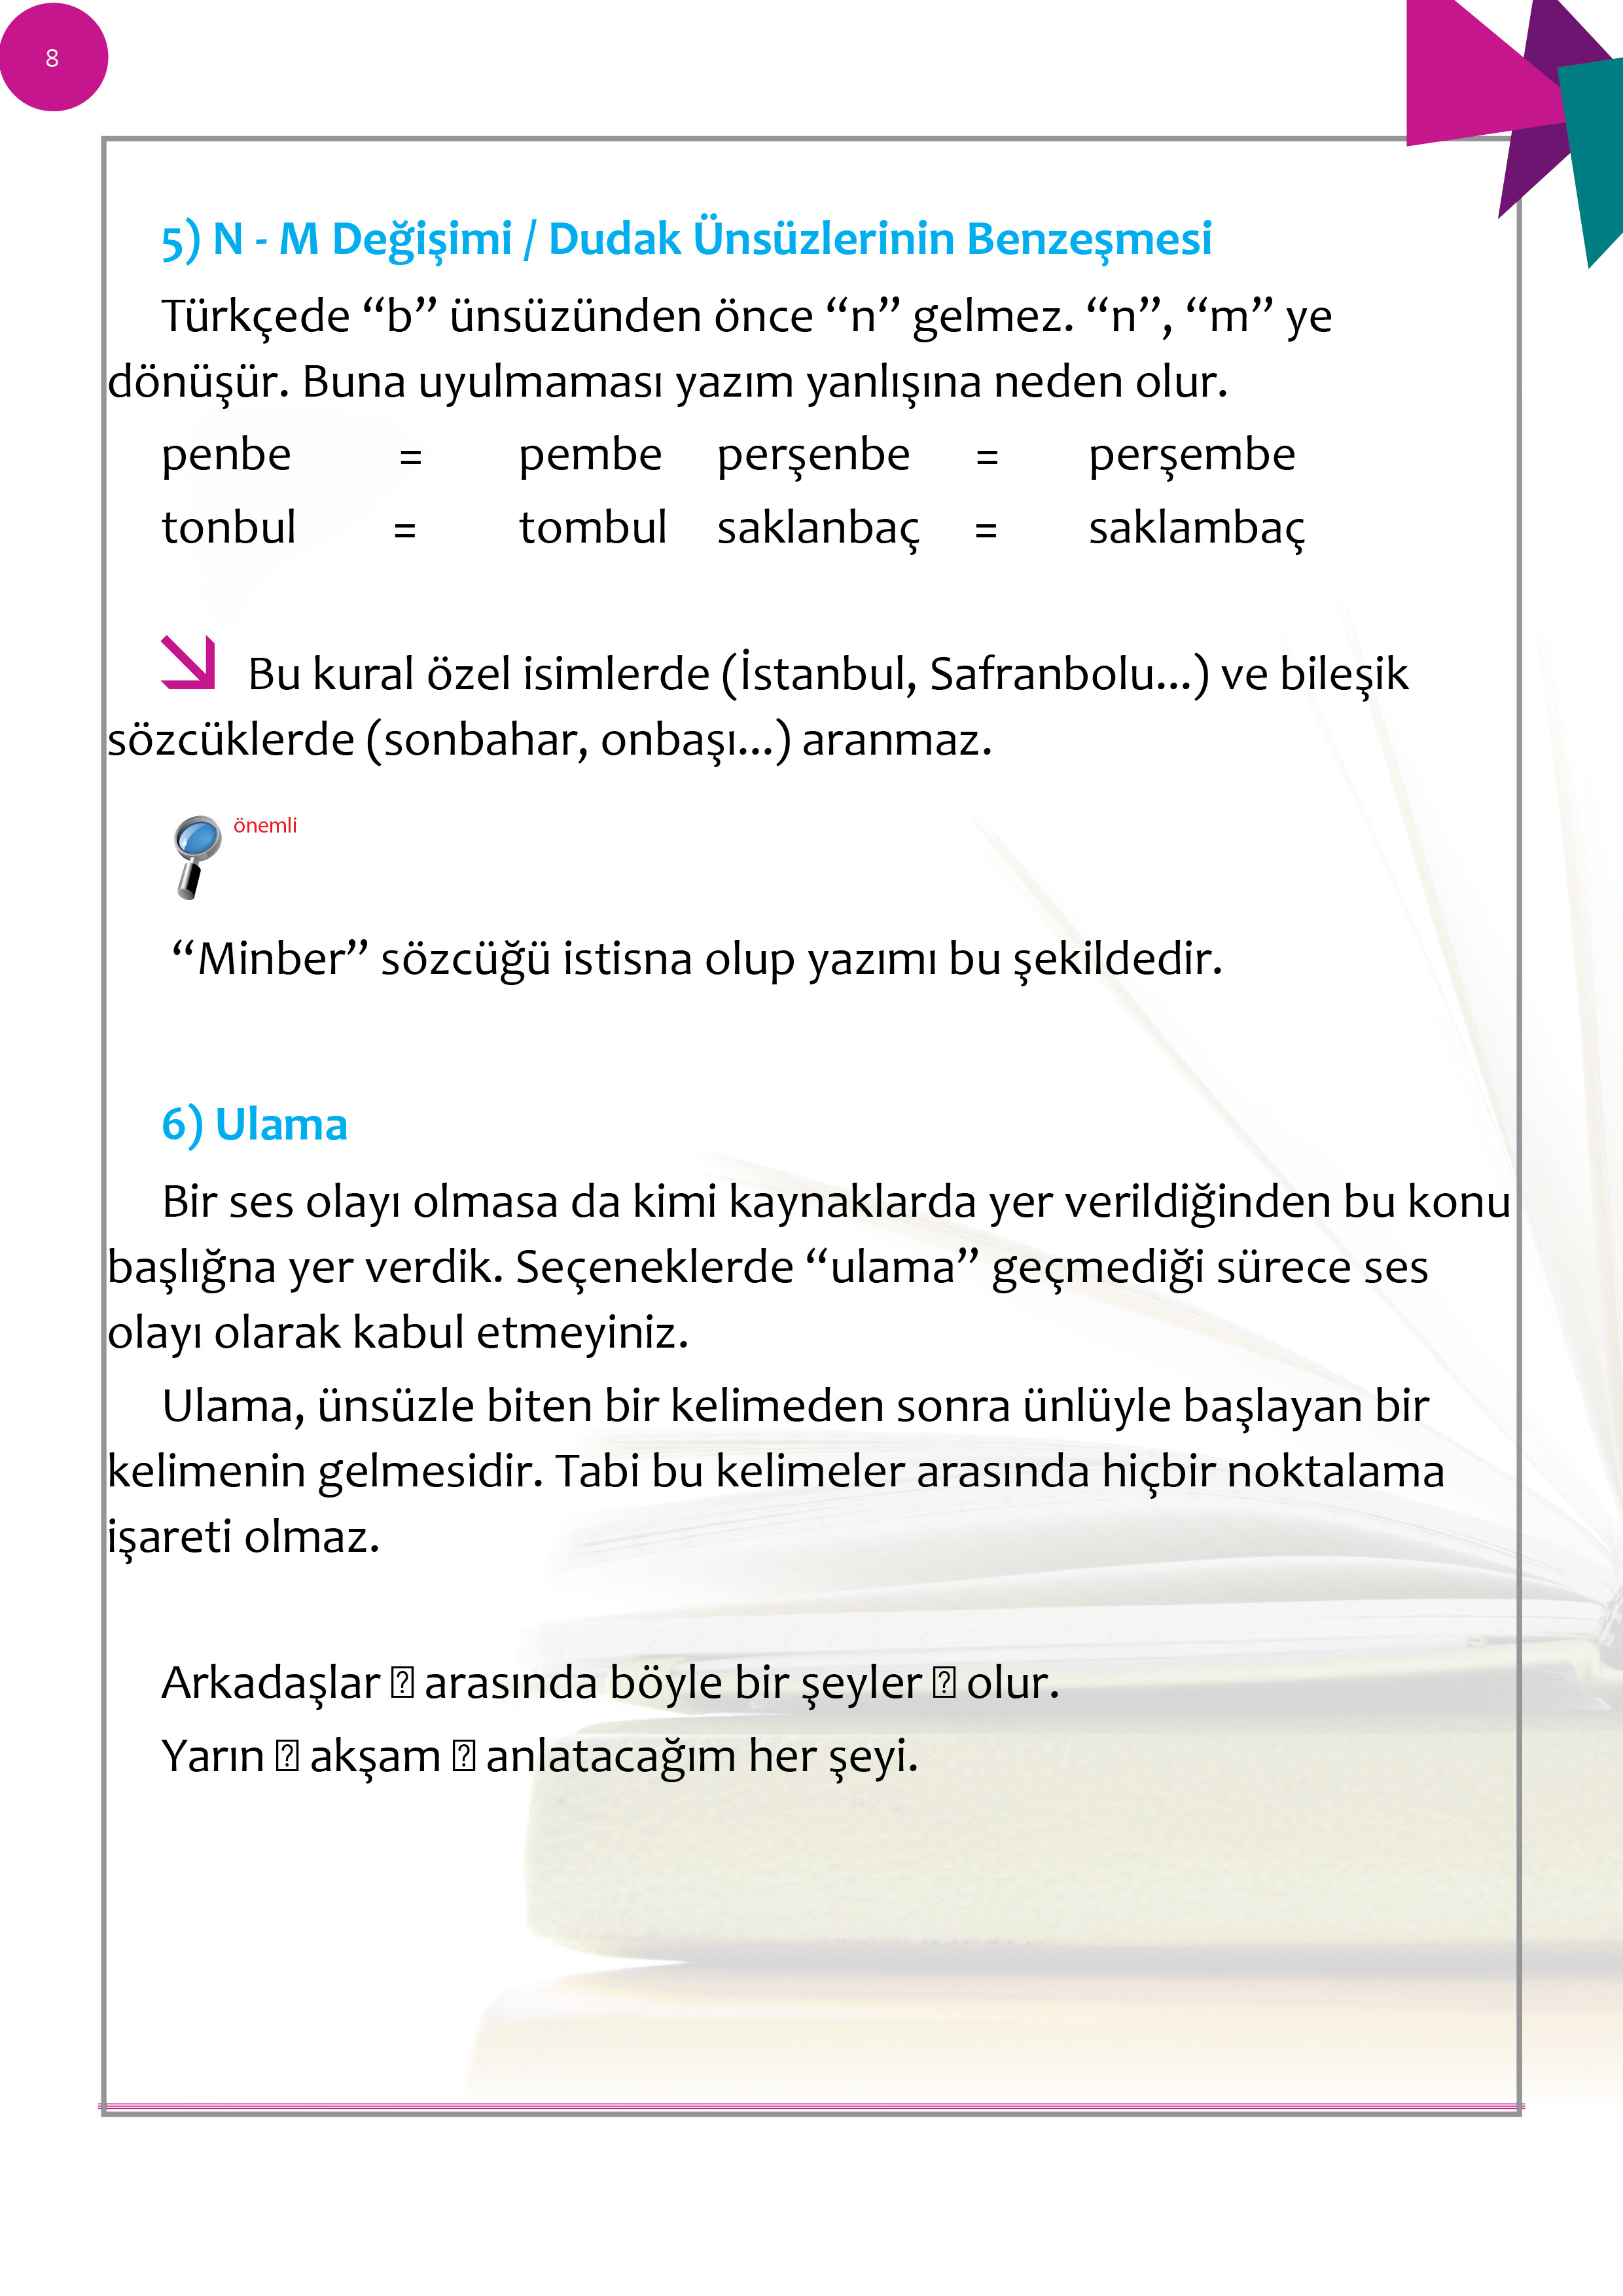 8
5) N - M Değişimi / Dudak Ünsüzlerinin Benzeşmesi
Türkçede “b” ünsüzünden önce “n” gelmez. “n”, “m” ye
dönüşür. Buna uyulmaması yazım yanlışına neden olur.
penbe = pembe perşenbe = perşembe
tonbul = tombul saklanbaç = saklambaç
Bu kural özel isimlerde (İstanbul, Safranbolu...) ve bileşik
sözcüklerde (sonbahar, onbaşı...) aranmaz.
önemli
“Minber” sözcüğü istisna olup yazımı bu şekildedir.
6) Ulama
Bir ses olayı olmasa da kimi kaynaklarda yer verildiğinden bu konu
başlığna yer verdik. Seçeneklerde “ulama” geçmediği sürece ses
olayı olarak kabul etmeyiniz.
Ulama, ünsüzle biten bir kelimeden sonra ünlüyle başlayan bir
kelimenin gelmesidir. Tabi bu kelimeler arasında hiçbir noktalama
işareti olmaz.
Arkadaşlar ⍰ arasında böyle bir şeyler ⍰ olur.
Yarın ⍰ akşam ⍰ anlatacağım her şeyi.